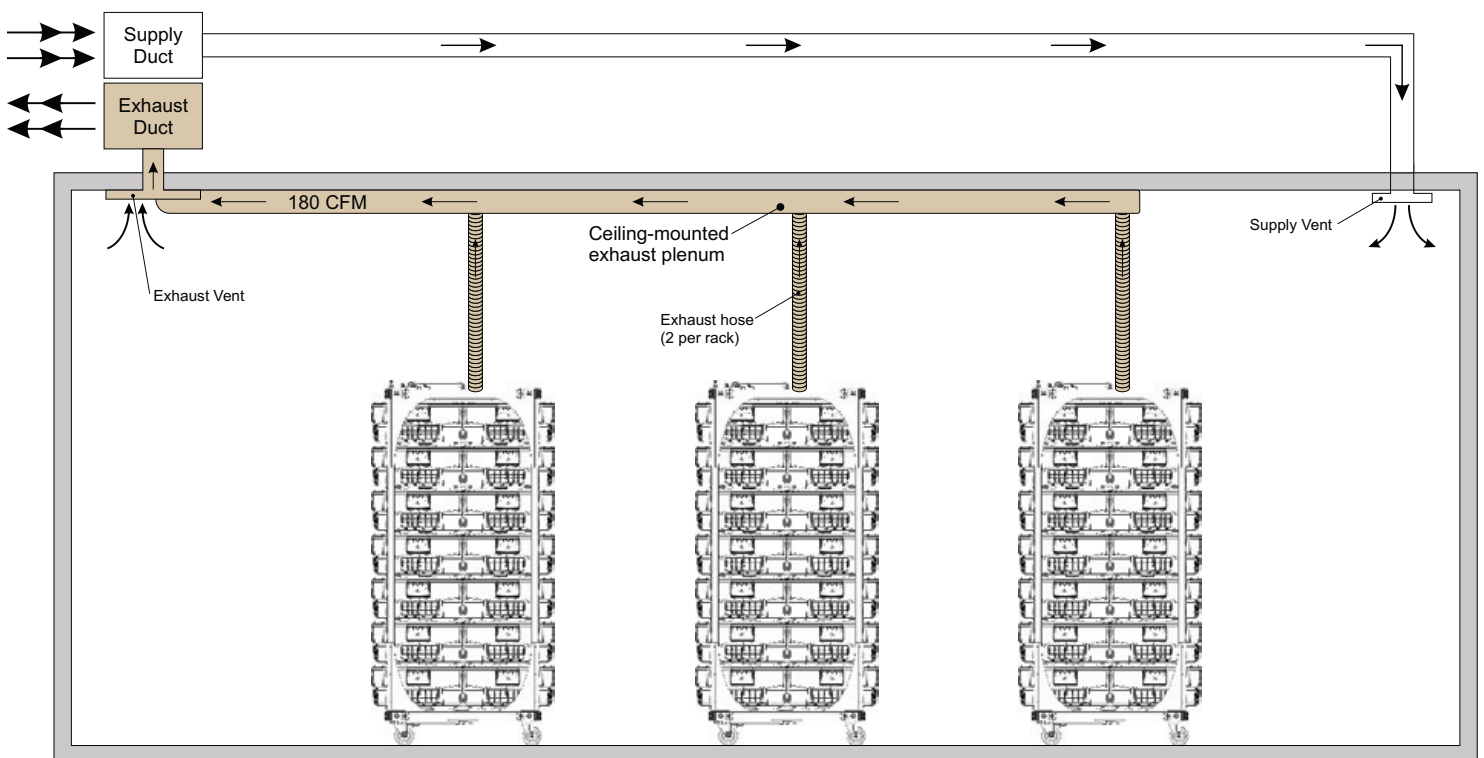 Supply
Duct
Exhaust
Duct
180 CFM
Ceiling-mounted
exhaust plenum
Supply Vent
Exhaust Vent
Exhaust hose
(2 per rack)